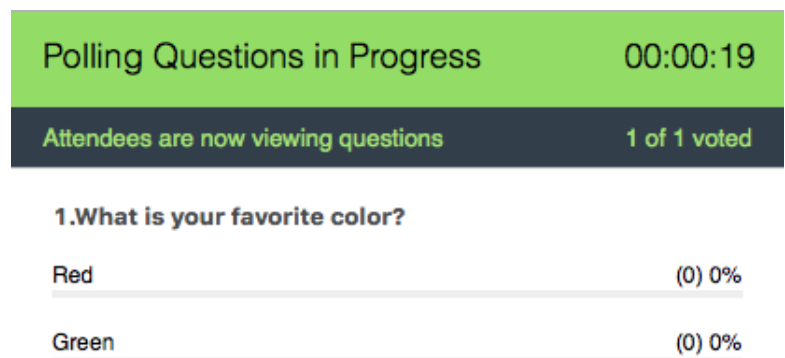 Polling Questions in Progress 00:00:19
Attendees are now viewing questions 1 of 1 voted
1.What is your favorite color?
Red (0) 0%
Green (0) 0%